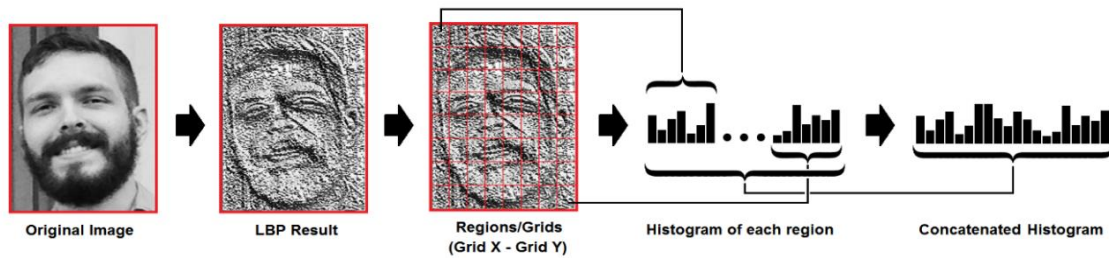 Original Image
LBP Result
Regions/Grids
(Grid X - Grid Y)
Histogram of each region
Concatenated Histogram